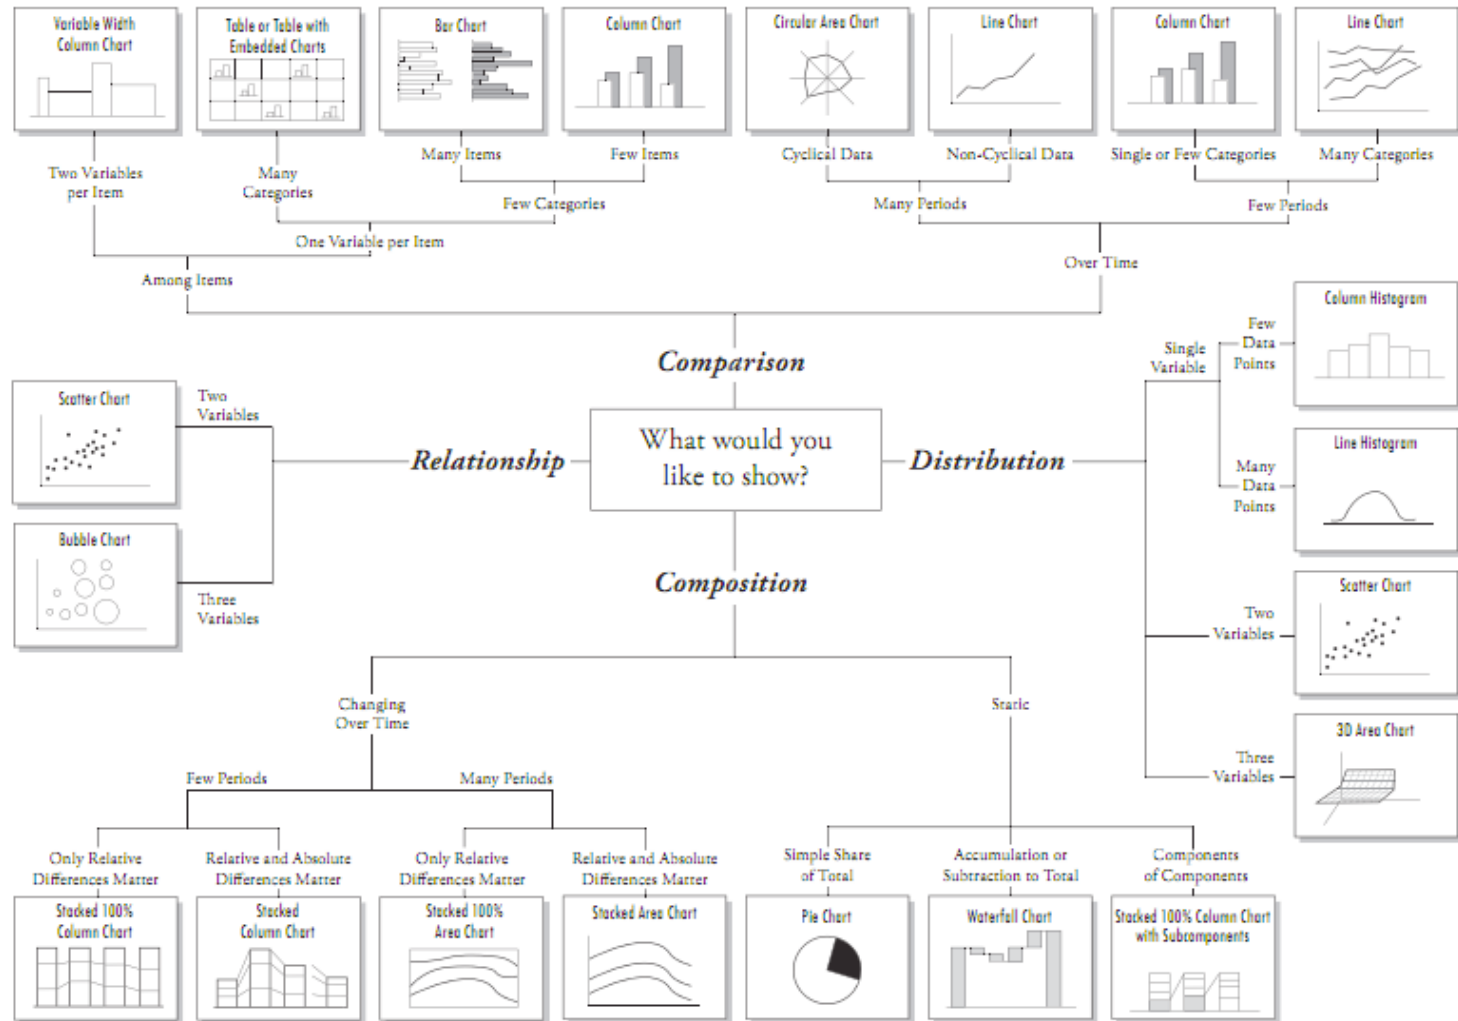 Variable Width
Column Chart
Table or Table with
Embedded Charts
Bar Chart
Column Chart
Circular Area Chart
Line Chart
Column Chart
Line Chart
Two Variables
per Item
Many
Categories
Many Items
Few Items
Cyclical Data
Non-Cyclical Data
Single or Few Categories
Many Categories
Few Categories
Many Periods
Few Periods
One Variable per Item
Among Items
Over Time
Comparison
What would you
like to show?
Relationship
Two
Variables
Scatter Chart
Bubble Chart
Three
Variables
Distribution
Single
Variable
Few
Data
Points
Column Histogram
Many
Data
Points
Line Histogram
Two
Variables
Scatter Chart
Three
Variables
3D Area Chart
Composition
Changing
Over Time
Static
Few Periods
Many Periods
Only Relative
Differences Matter
Relative and Absolute
Differences Matter
Only Relative
Differences Matter
Relative and Absolute
Differences Matter
Simple Share
of Total
Accumulation or
Subtraction to Total
Components
of Components
Stacked 100%
Column Chart
Stacked
Column Chart
Stacked 100%
Area Chart
Stacked Area Chart
Pie Chart
Waterfall Chart
Stacked 100% Column Chart
with Subcomponents